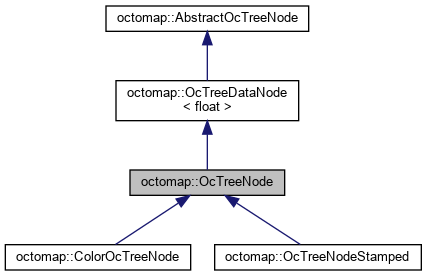 octomap::AbstractOcTreeNode
octomap::OcTreeDataNode
< float >
octomap::OcTreeNode
octomap::ColorOcTreeNode
octomap::OcTreeNodeStamped